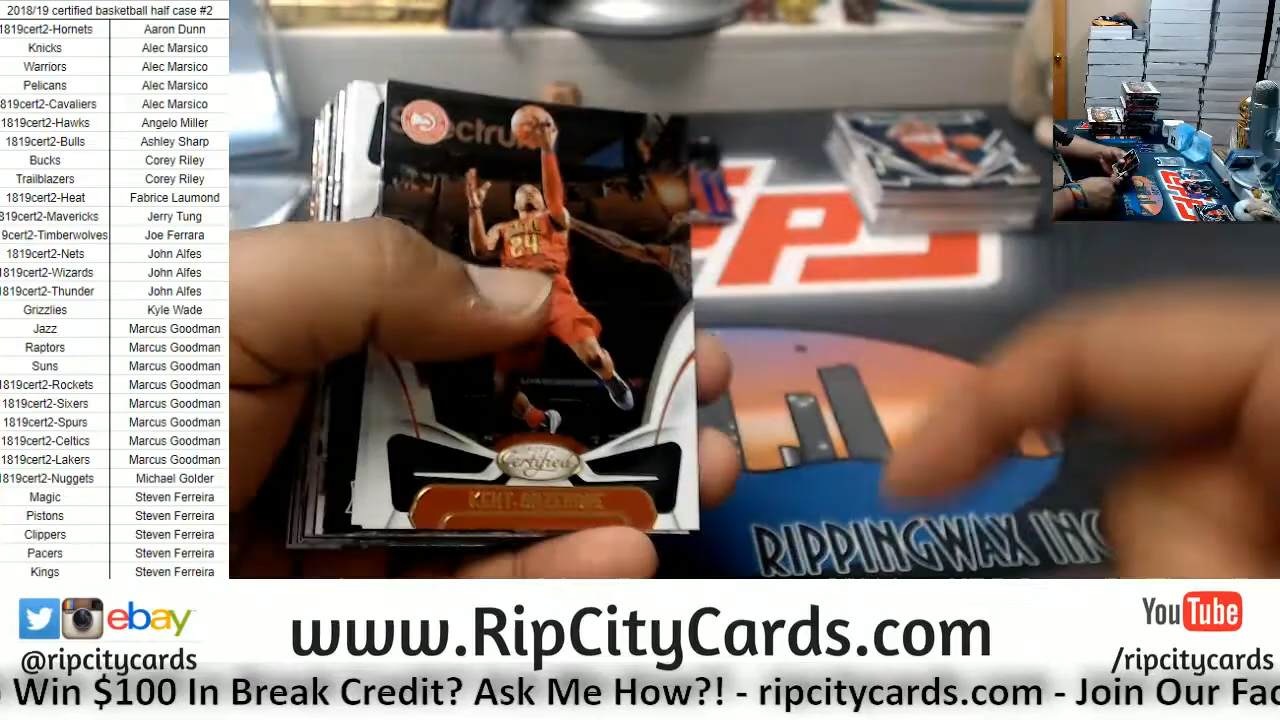 2018/19 certified basketball half case #2
1819cert2-Hornets Aaron Dunn
Knicks Alec Marsico
Warriors Alec Marsico
Pelicans Alec Marsico
819cert2-Cavaliers Alec Marsico
1819cert2-Hawks Angelo Miller
1819cert2-Bulls Ashley Sharp
Bucks Corey Riley
Trailblazers Corey Riley
1819cert2-Heat Fabrice Laumond
819cert2-Mavericks Jerry Tung
9cert2-Timberwolves Joe Ferrara
1819cert2-Nets John Alfes
1819cert2-Wizards John Alfes
1819cert2-Thunder John Alfes
Grizzlies Kyle Wade
Jazz Marcus Goodman
Raptors Marcus Goodman
Suns Marcus Goodman
1819cert2-Rockets Marcus Goodman
1819cert2-Sixers Marcus Goodman
1819cert2-Spurs Marcus Goodman
1819cert2-Celtics Marcus Goodman
1819cert2-Lakers Marcus Goodman
1819cert2-Nuggets Michael Golder
Magic Steven Ferreira
Pistons Steven Ferreira
Clippers Steven Ferreira
Pacers Steven Ferreira
Kings Steven Ferreira
Spectrum
24
Certified
KENT BAZEMORE
RIPPINGWAX INC
ebay
@ripcitycards
www.RipCityCards.com
YouTube
/ripcitycards
Win $100 In Break Credit? Ask Me How?! - ripcitycards.com - Join Our Fac